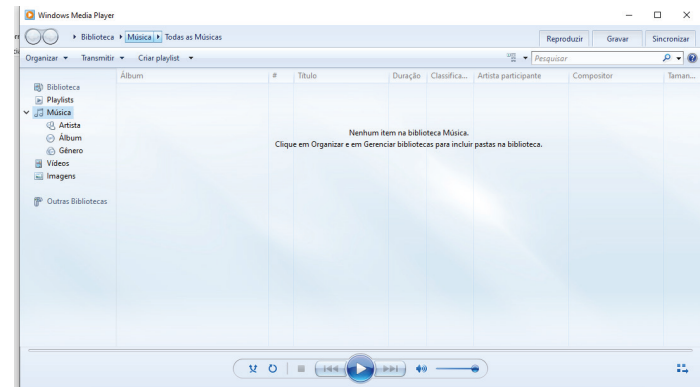 Windows Media Player
Biblioteca Música Todas as Músicas
Reproduzir Gravar Sincronizar
Organizar Transmitir Criar playlist
Pesquisar
Álbum # Título Duração Classifica... Artista participante Compositor Taman...
Biblioteca
Playlists
Música
Artista
Álbum
Gênero
Vídeos
Imagens
Outras Bibliotecas
Nenhum item na biblioteca Música.
Clique em Organizar e em Gerenciar bibliotecas para incluir pastas na biblioteca.